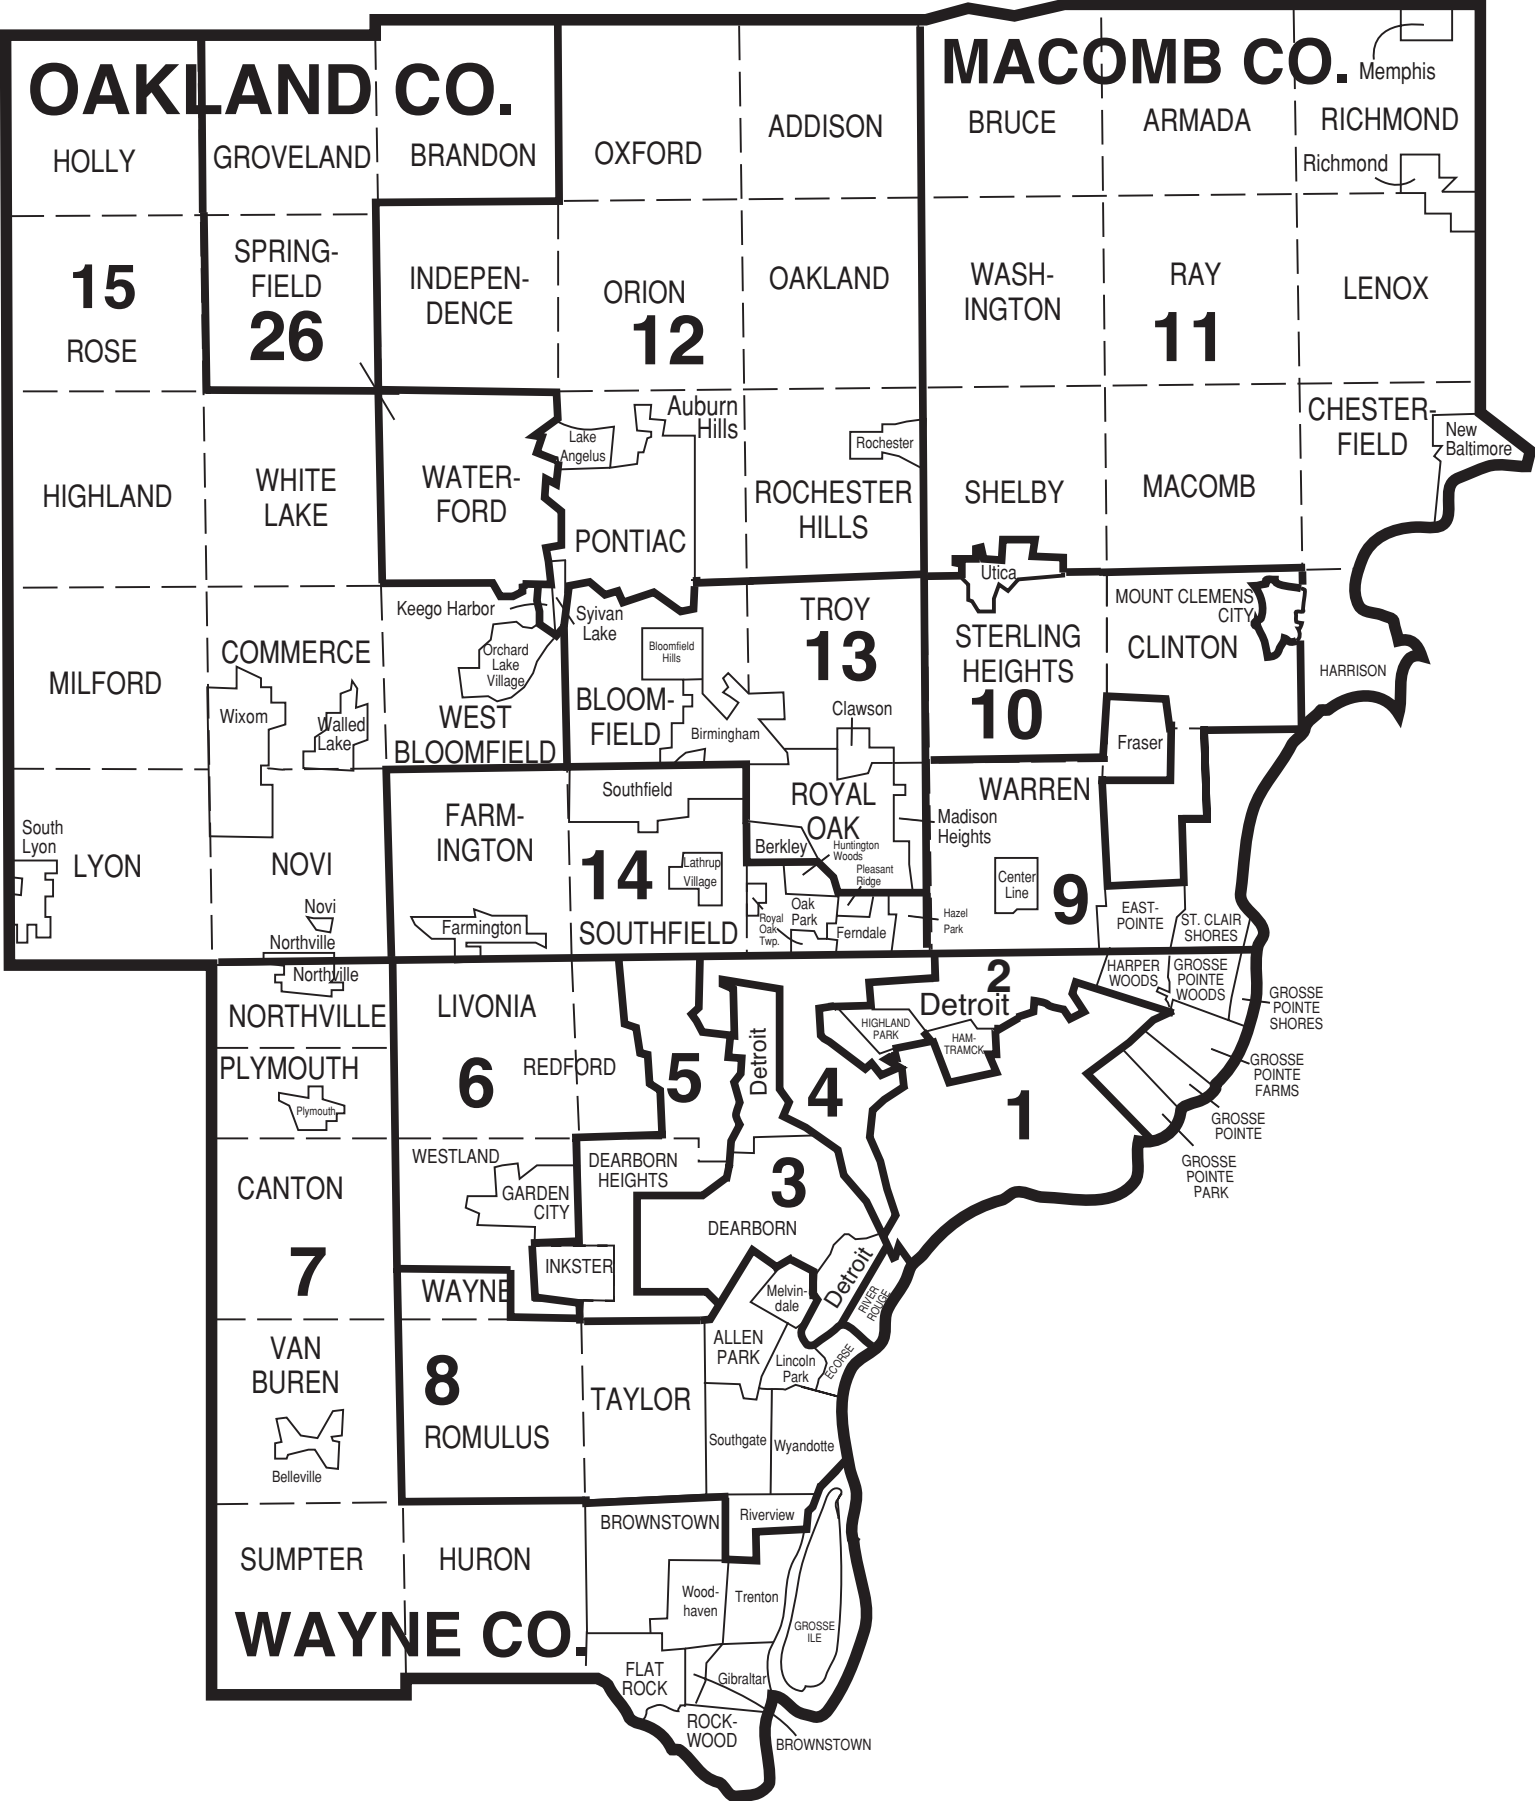 OAKLAND CO.
MACOMB CO.
Memphis
HOLLY
GROVELAND
BRANDON
OXFORD
ADDISON
BRUCE
ARMADA
RICHMOND
Richmond
15
ROSE
SPRING-
FIELD
26
INDEPEN-
DENCE
ORION
12
OAKLAND
WASH-
INGTON
RAY
11
LENOX
HIGHLAND
WHITE
LAKE
WATER-
FORD
Lake
Angelus
Auburn
Hills
PONTIAC
Rochester
ROCHESTER
HILLS
SHELBY
MACOMB
CHESTER-
FIELD
New
Baltimore
Utica
MILFORD
COMMERCE
Wixom
Walled
Lake
Keego Harbor
Orchard
Lake
Village
WEST
BLOOMFIELD
Syivan
Lake
Bloomfield
Hills
BLOOM-
FIELD
Birmingham
TROY
13
Clawson
STERLING
HEIGHTS
10
MOUNT CLEMENS
CITY
CLINTON
HARRISON
Fraser
South
Lyon
LYON
NOVI
Novi
Northville
FARM-
INGTON
Farmington
Southfield
14
Lathrup
Village
SOUTHFIELD
ROYAL
OAK
Berkley
Huntington
Woods
Pleasant
Ridge
Madison
Heights
Oak
Park
Royal
Oak
Twp.
Ferndale
Hazel
Park
WARREN
Center
Line
9
EAST-
POINTE
ST. CLAIR
SHORES
Northville
NORTHVILLE
PLYMOUTH
Plymouth
LIVONIA
6
REDFORD
5
Detroit
4
HIGHLAND
PARK
2
Detroit
HAM-
TRAMCK
1
HARPER
WOODS
GROSSE
POINTE
WOODS
GROSSE
POINTE
SHORES
GROSSE
POINTE
FARMS
GROSSE
POINTE
GROSSE
POINTE
PARK
CANTON
7
WESTLAND
GARDEN
CITY
DEARBORN
HEIGHTS
3
DEARBORN
INKSTER
WAYNE
Melvin-
dale
Detroit
RIVER
ROUGE
VAN
BUREN
Belleville
8
ROMULUS
TAYLOR
ALLEN
PARK
Lincoln
Park
ECORSE
Southgate
Wyandotte
SUMPTER
HURON
BROWNSTOWN
Riverview
Wood-
haven
Trenton
GROSSE
ILE
WAYNE CO.
FLAT
ROCK
Gibraltar
ROCK-
WOOD
BROWNSTOWN